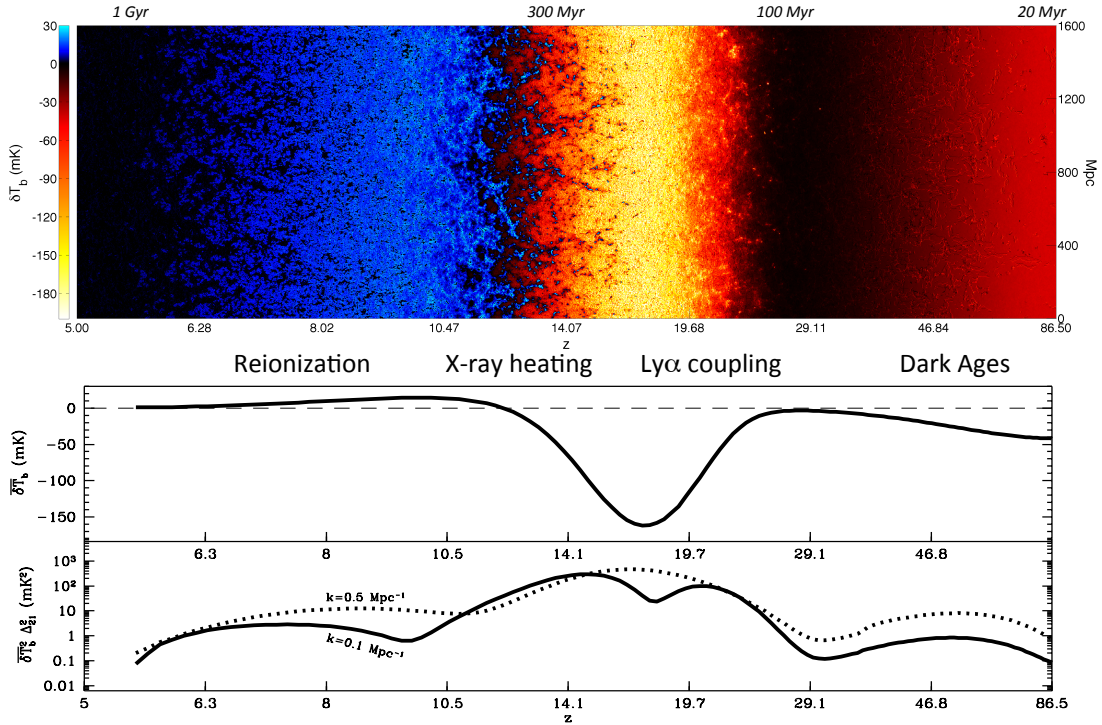 1 Gyr 300 Myr 100 Myr 20 Myr
30
0
-30
-60
-90
-120
-150
-180
δT_b (mK)
1600
1200
800
400
0
Mpc
5.00 6.28 8.02 10.47 14.07 19.68 29.11 46.84 86.50
z
Reionization X-ray heating Lyα coupling Dark Ages
0
−50
−100
−150
δT̅_b (mK)
6.3 8 10.5 14.1 19.7 29.1 46.8
10³
10²
10
1
0.1
0.01
δT̅_b² Δ²₂₁ (mK²)
k=0.5 Mpc⁻¹
k=0.1 Mpc⁻¹
5 6.3 8 10.5 14.1 19.7 29.1 46.8 86.5
z